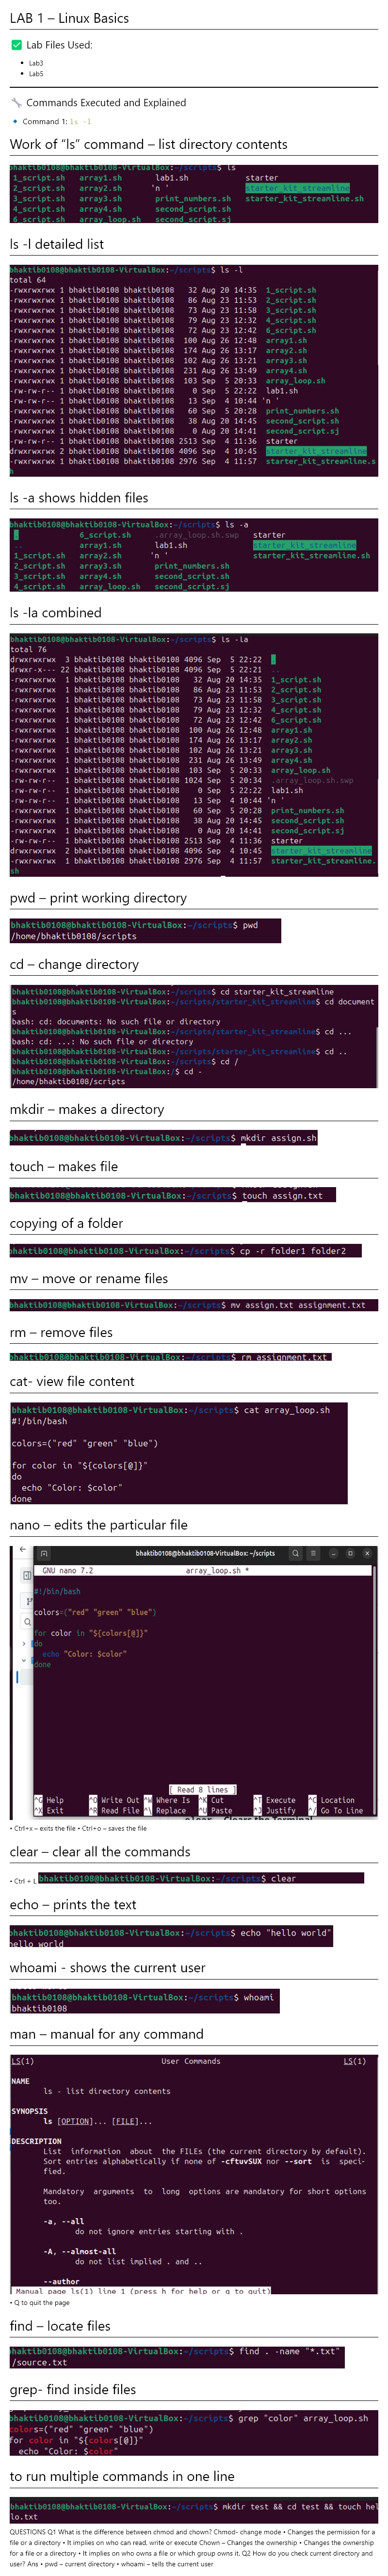 LAB 1 – Linux Basics
✅ Lab Files Used:
• Lab3
• Lab5
🔧 Commands Executed and Explained
🔹 Command 1: ls -l
Work of “ls” command – list directory contents
bhaktib0108@bhaktib0108-VirtualBox:~/scripts$ ls
1_script.sh array1.sh lab1.sh starter
2_script.sh array2.sh 'n ' starter_kit_streamline
3_script.sh array3.sh print_numbers.sh starter_kit_streamline.sh
4_script.sh array4.sh second_script.sh
6_script.sh array_loop.sh second_script.sj
ls -l detailed list
bhaktib0108@bhaktib0108-VirtualBox:~/scripts$ ls -l
total 64
-rwxrwxrwx 1 bhaktib0108 bhaktib0108 32 Aug 20 14:35 1_script.sh
-rwxrwxrwx 1 bhaktib0108 bhaktib0108 86 Aug 23 11:53 2_script.sh
-rwxrwxrwx 1 bhaktib0108 bhaktib0108 73 Aug 23 11:58 3_script.sh
-rwxrwxrwx 1 bhaktib0108 bhaktib0108 79 Aug 23 12:32 4_script.sh
-rwxrwxrwx 1 bhaktib0108 bhaktib0108 72 Aug 23 12:42 6_script.sh
-rwxrwxrwx 1 bhaktib0108 bhaktib0108 100 Aug 26 12:48 array1.sh
-rwxrwxrwx 1 bhaktib0108 bhaktib0108 174 Aug 26 13:17 array2.sh
-rwxrwxrwx 1 bhaktib0108 bhaktib0108 102 Aug 26 13:21 array3.sh
-rwxrwxrwx 1 bhaktib0108 bhaktib0108 231 Aug 26 13:49 array4.sh
-rwxrwxrwx 1 bhaktib0108 bhaktib0108 103 Sep 5 20:33 array_loop.sh
-rw-rw-r-- 1 bhaktib0108 bhaktib0108 0 Sep 5 22:22 lab1.sh
-rw-rw-r-- 1 bhaktib0108 bhaktib0108 13 Sep 4 10:44 'n '
-rwxrwxrwx 1 bhaktib0108 bhaktib0108 60 Sep 5 20:28 print_numbers.sh
-rwxrwxrwx 1 bhaktib0108 bhaktib0108 38 Aug 20 14:45 second_script.sh
-rwxrwxrwx 1 bhaktib0108 bhaktib0108 0 Aug 20 14:41 second_script.sj
-rw-rw-r-- 1 bhaktib0108 bhaktib0108 2513 Sep 4 11:36 starter
drwxrwxrwx 2 bhaktib0108 bhaktib0108 4096 Sep 4 10:45 starter_kit_streamline
-rwxrwxrwx 1 bhaktib0108 bhaktib0108 2976 Sep 4 11:57 starter_kit_streamline.s
h
ls -a shows hidden files
bhaktib0108@bhaktib0108-VirtualBox:~/scripts$ ls -a
. 6_script.sh .array_loop.sh.swp starter
.. array1.sh lab1.sh starter_kit_streamline
1_script.sh array2.sh 'n ' starter_kit_streamline.sh
2_script.sh array3.sh print_numbers.sh
3_script.sh array4.sh second_script.sh
4_script.sh array_loop.sh second_script.sj
ls -la combined
bhaktib0108@bhaktib0108-VirtualBox:~/scripts$ ls -la
total 76
drwxrwxrwx 3 bhaktib0108 bhaktib0108 4096 Sep 5 22:22 .
drwxr-x--- 22 bhaktib0108 bhaktib0108 4096 Sep 5 22:21 ..
-rwxrwxrwx 1 bhaktib0108 bhaktib0108 32 Aug 20 14:35 1_script.sh
-rwxrwxrwx 1 bhaktib0108 bhaktib0108 86 Aug 23 11:53 2_script.sh
-rwxrwxrwx 1 bhaktib0108 bhaktib0108 73 Aug 23 11:58 3_script.sh
-rwxrwxrwx 1 bhaktib0108 bhaktib0108 79 Aug 23 12:32 4_script.sh
-rwxrwxrwx 1 bhaktib0108 bhaktib0108 72 Aug 23 12:42 6_script.sh
-rwxrwxrwx 1 bhaktib0108 bhaktib0108 100 Aug 26 12:48 array1.sh
-rwxrwxrwx 1 bhaktib0108 bhaktib0108 174 Aug 26 13:17 array2.sh
-rwxrwxrwx 1 bhaktib0108 bhaktib0108 102 Aug 26 13:21 array3.sh
-rwxrwxrwx 1 bhaktib0108 bhaktib0108 231 Aug 26 13:49 array4.sh
-rwxrwxrwx 1 bhaktib0108 bhaktib0108 103 Sep 5 20:33 array_loop.sh
-rw-rw-r-- 1 bhaktib0108 bhaktib0108 1024 Sep 5 20:34 .array_loop.sh.swp
-rw-rw-r-- 1 bhaktib0108 bhaktib0108 0 Sep 5 22:22 lab1.sh
-rw-rw-r-- 1 bhaktib0108 bhaktib0108 13 Sep 4 10:44 'n '
-rwxrwxrwx 1 bhaktib0108 bhaktib0108 60 Sep 5 20:28 print_numbers.sh
-rwxrwxrwx 1 bhaktib0108 bhaktib0108 38 Aug 20 14:45 second_script.sh
-rwxrwxrwx 1 bhaktib0108 bhaktib0108 0 Aug 20 14:41 second_script.sj
-rw-rw-r-- 1 bhaktib0108 bhaktib0108 2513 Sep 4 11:36 starter
drwxrwxrwx 2 bhaktib0108 bhaktib0108 4096 Sep 4 10:45 starter_kit_streamline
-rwxrwxrwx 1 bhaktib0108 bhaktib0108 2976 Sep 4 11:57 starter_kit_streamline.
sh
pwd – print working directory
bhaktib0108@bhaktib0108-VirtualBox:~/scripts$ pwd
/home/bhaktib0108/scripts
cd – change directory
bhaktib0108@bhaktib0108-VirtualBox:~/scripts$ cd starter_kit_streamline
bhaktib0108@bhaktib0108-VirtualBox:~/scripts/starter_kit_streamline$ cd document
s
bash: cd: documents: No such file or directory
bhaktib0108@bhaktib0108-VirtualBox:~/scripts/starter_kit_streamline$ cd ...
bash: cd: ...: No such file or directory
bhaktib0108@bhaktib0108-VirtualBox:~/scripts/starter_kit_streamline$ cd ..
bhaktib0108@bhaktib0108-VirtualBox:~/scripts$ cd /
bhaktib0108@bhaktib0108-VirtualBox:/$ cd -
/home/bhaktib0108/scripts
mkdir – makes a directory
bhaktib0108@bhaktib0108-VirtualBox:~/scripts$ mkdir assign.sh
touch – makes file
bhaktib0108@bhaktib0108-VirtualBox:~/scripts$ touch assign.txt
copying of a folder
bhaktib0108@bhaktib0108-VirtualBox:~/scripts$ cp -r folder1 folder2
mv – move or rename files
bhaktib0108@bhaktib0108-VirtualBox:~/scripts$ mv assign.txt assignment.txt
rm – remove files
bhaktib0108@bhaktib0108-VirtualBox:~/scripts$ rm assignment.txt
cat- view file content
bhaktib0108@bhaktib0108-VirtualBox:~/scripts$ cat array_loop.sh
#!/bin/bash
colors=("red" "green" "blue")
for color in "${colors[@]}"
do
echo "Color: $color"
done
nano – edits the particular file
bhaktib0108@bhaktib0108-VirtualBox: ~/scripts
GNU nano 7.2 array_loop.sh *
#!/bin/bash
colors=("red" "green" "blue")
for color in "${colors[@]}"
do
echo "Color: $color"
done
[ Read 8 lines ]
^G Help ^O Write Out ^W Where Is ^K Cut ^T Execute ^C Location
^X Exit ^R Read File ^\ Replace ^U Paste ^J Justify ^/ Go To Line
• Ctrl+x – exits the file • Ctrl+o – saves the file
clear – clear all the commands
• Ctrl + L bhaktib0108@bhaktib0108-VirtualBox:~/scripts$ clear
echo – prints the text
bhaktib0108@bhaktib0108-VirtualBox:~/scripts$ echo "hello world"
hello world
whoami - shows the current user
bhaktib0108@bhaktib0108-VirtualBox:~/scripts$ whoami
bhaktib0108
man – manual for any command
LS(1) User Commands LS(1)
NAME
ls - list directory contents
SYNOPSIS
ls [OPTION]... [FILE]...
DESCRIPTION
List information about the FILEs (the current directory by default).
Sort entries alphabetically if none of -cftuvSUX nor --sort is speci-
fied.
Mandatory arguments to long options are mandatory for short options
too.
-a, --all
do not ignore entries starting with .
-A, --almost-all
do not list implied . and ..
--author
Manual page ls(1) line 1 (press h for help or q to quit)
• Q to quit the page
find – locate files
bhaktib0108@bhaktib0108-VirtualBox:~/scripts$ find . -name "*.txt"
/source.txt
grep- find inside files
bhaktib0108@bhaktib0108-VirtualBox:~/scripts$ grep "color" array_loop.sh
colors=("red" "green" "blue")
for color in "${colors[@]}"
echo "Color: $color"
to run multiple commands in one line
bhaktib0108@bhaktib0108-VirtualBox:~/scripts$ mkdir test && cd test && touch hel
lo.txt
QUESTIONS Q1 What is the difference between chmod and chown? Chmod- change mode • Changes the permission for a
file or a directory • It implies on who can read, write or execute Chown – Changes the ownership • Changes the ownership
for a file or a directory • It implies on who owns a file or which group owns it. Q2 How do you check current directory and
user? Ans • pwd – current directory • whoami – tells the current user